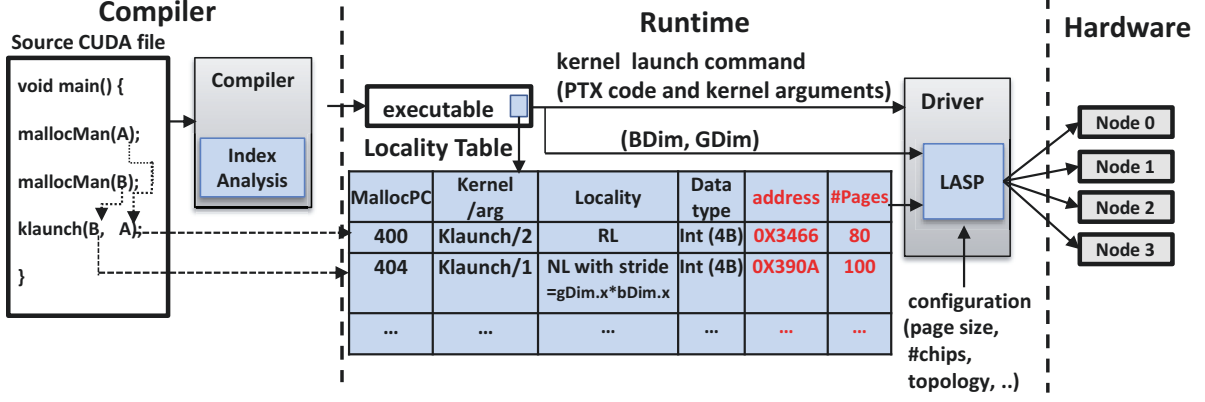 Compiler
Runtime
Hardware
Source CUDA file
void main() {
mallocMan(A);
mallocMan(B);
klaunch(B, A);
}
Compiler
Index
Analysis
executable
kernel launch command
(PTX code and kernel arguments)
(BDim, GDim)
Locality Table
MallocPC
Kernel
/arg
Locality
Data
type
address
#Pages
400
Klaunch/2
RL
Int (4B)
0X3466
80
404
Klaunch/1
NL with stride
=gDim.x*bDim.x
Int (4B)
0X390A
100
...
...
...
...
...
...
Driver
LASP
configuration
(page size,
#chips,
topology, ..)
Node 0
Node 1
Node 2
Node 3